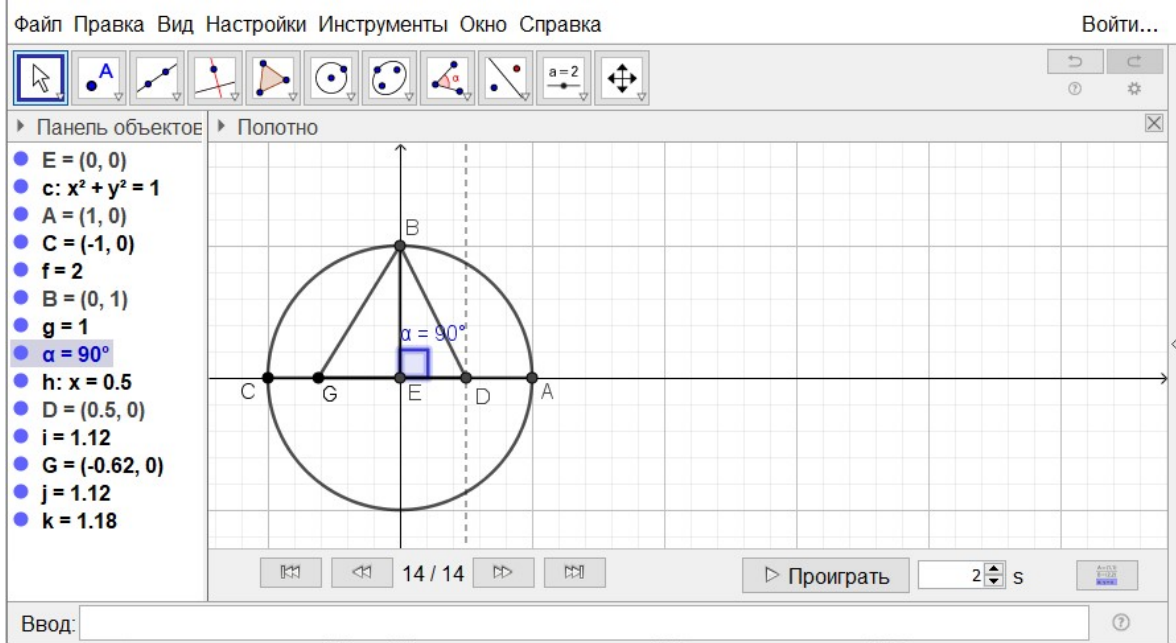 Файл Правка Вид Настройки Инструменты Окно Справка Войти...
A α a = 2
Панель объектов Полотно
E = (0, 0)
c: x² + y² = 1
A = (1, 0)
C = (-1, 0)
f = 2
B = (0, 1)
g = 1
α = 90°
h: x = 0.5
D = (0.5, 0)
i = 1.12
G = (-0.62, 0)
j = 1.12
k = 1.18
B
α = 90°
C G E D A
14 / 14 Проиграть 2 s
Ввод: